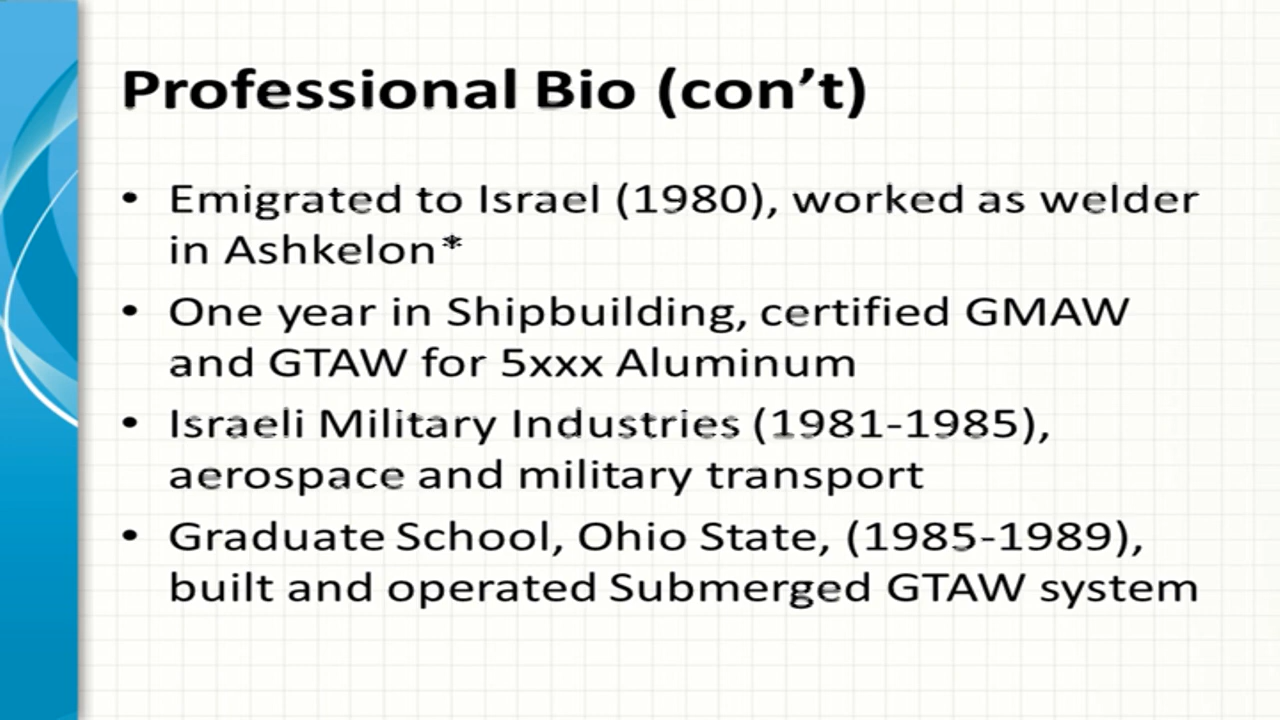 Professional Bio (con’t)
• Emigrated to Israel (1980), worked as welder
in Ashkelon*
• One year in Shipbuilding, certified GMAW
and GTAW for 5xxx Aluminum
• Israeli Military Industries (1981-1985),
aerospace and military transport
• Graduate School, Ohio State, (1985-1989),
built and operated Submerged GTAW system